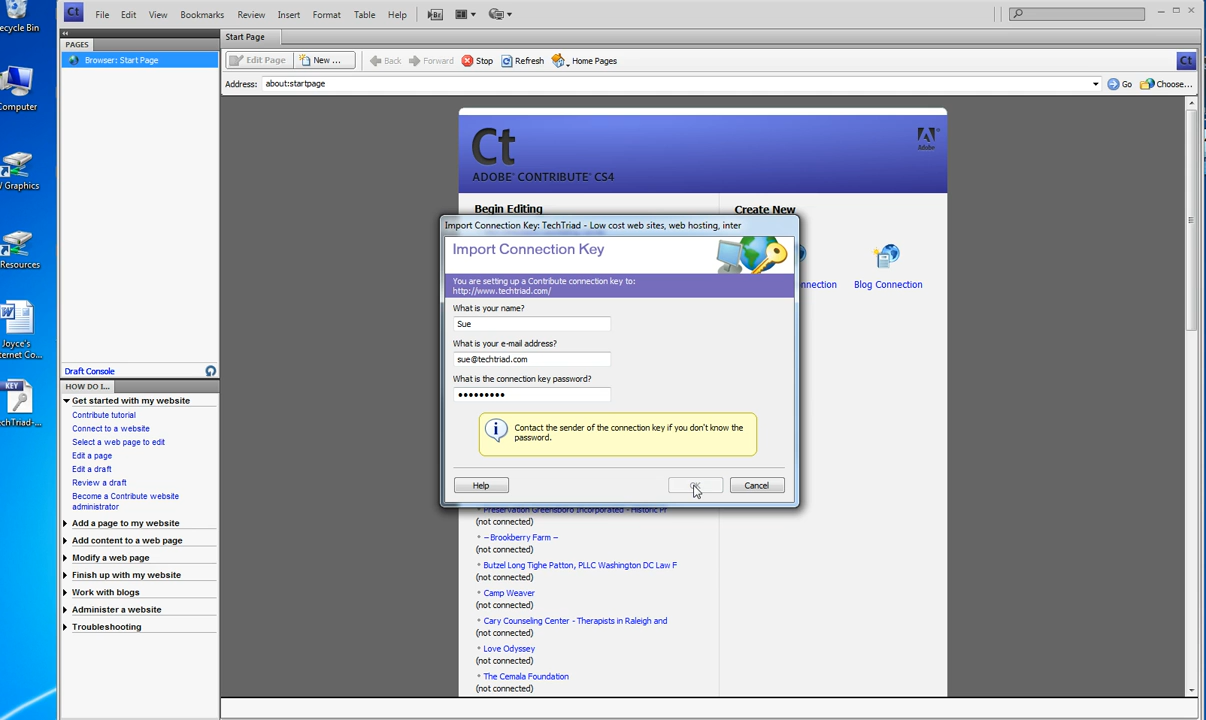 ecycle Bin
Computer
V Graphics
Resources
Joyce's
ternet Co...
KEY
echTriad-...
Ct File Edit View Bookmarks Review Insert Format Table Help Br
PAGES
Browser: Start Page
Start Page
Edit Page New ... Back Forward Stop Refresh Home Pages Ct
Address: about:startpage Go Choose...
Ct
Adobe
ADOBE® CONTRIBUTE® CS4
Begin Editing
Create New
nnection
Blog Connection
Import Connection Key: TechTriad - Low cost web sites, web hosting, inter
Import Connection Key
You are setting up a Contribute connection key to:
http://www.techtriad.com/
What is your name?
Sue
What is your e-mail address?
sue@techtriad.com
What is the connection key password?
•••••••••
Contact the sender of the connection key if you don't know the
password.
Help Cancel
Preservation Greensboro Incorporated - Historic Pr
(not connected)
* ~Brookberry Farm ~
(not connected)
* Butzel Long Tighe Patton, PLLC Washington DC Law F
(not connected)
* Camp Weaver
(not connected)
* Cary Counseling Center - Therapists in Raleigh and
(not connected)
* Love Odyssey
(not connected)
* The Cemala Foundation
(not connected)
Draft Console
HOW DO I...
Get started with my website
Contribute tutorial
Connect to a website
Select a web page to edit
Edit a page
Edit a draft
Review a draft
Become a Contribute website
administrator
Add a page to my website
Add content to a web page
Modify a web page
Finish up with my website
Work with blogs
Administer a website
Troubleshooting